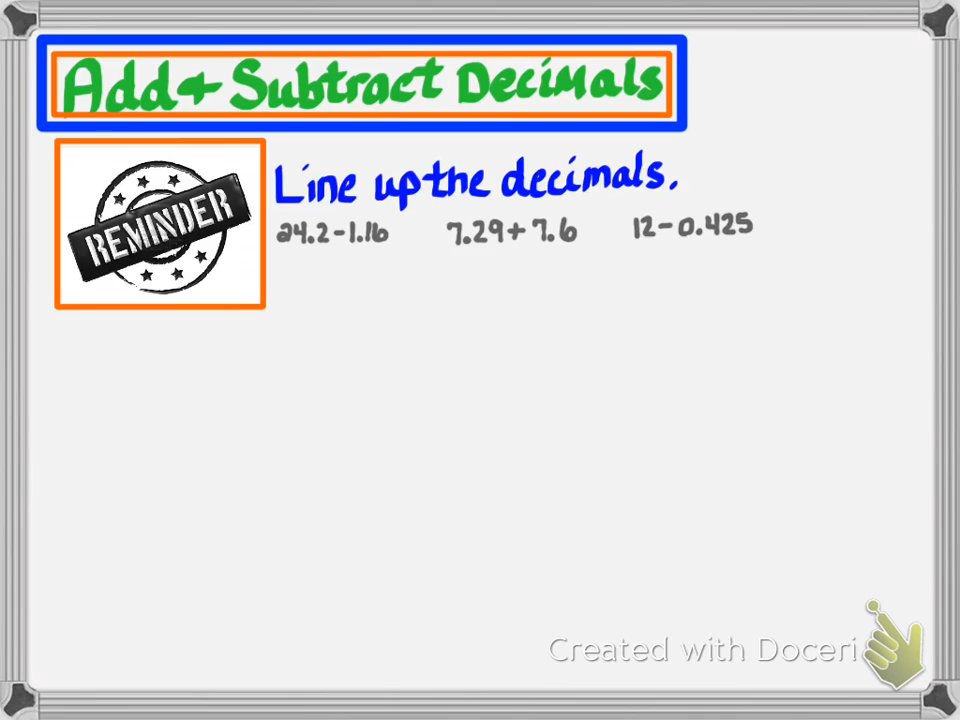 Add + Subtract Decimals
REMINDER
Line up the decimals.
24.2-1.16 7.29+7.6 12-0.425
Created with Doceri